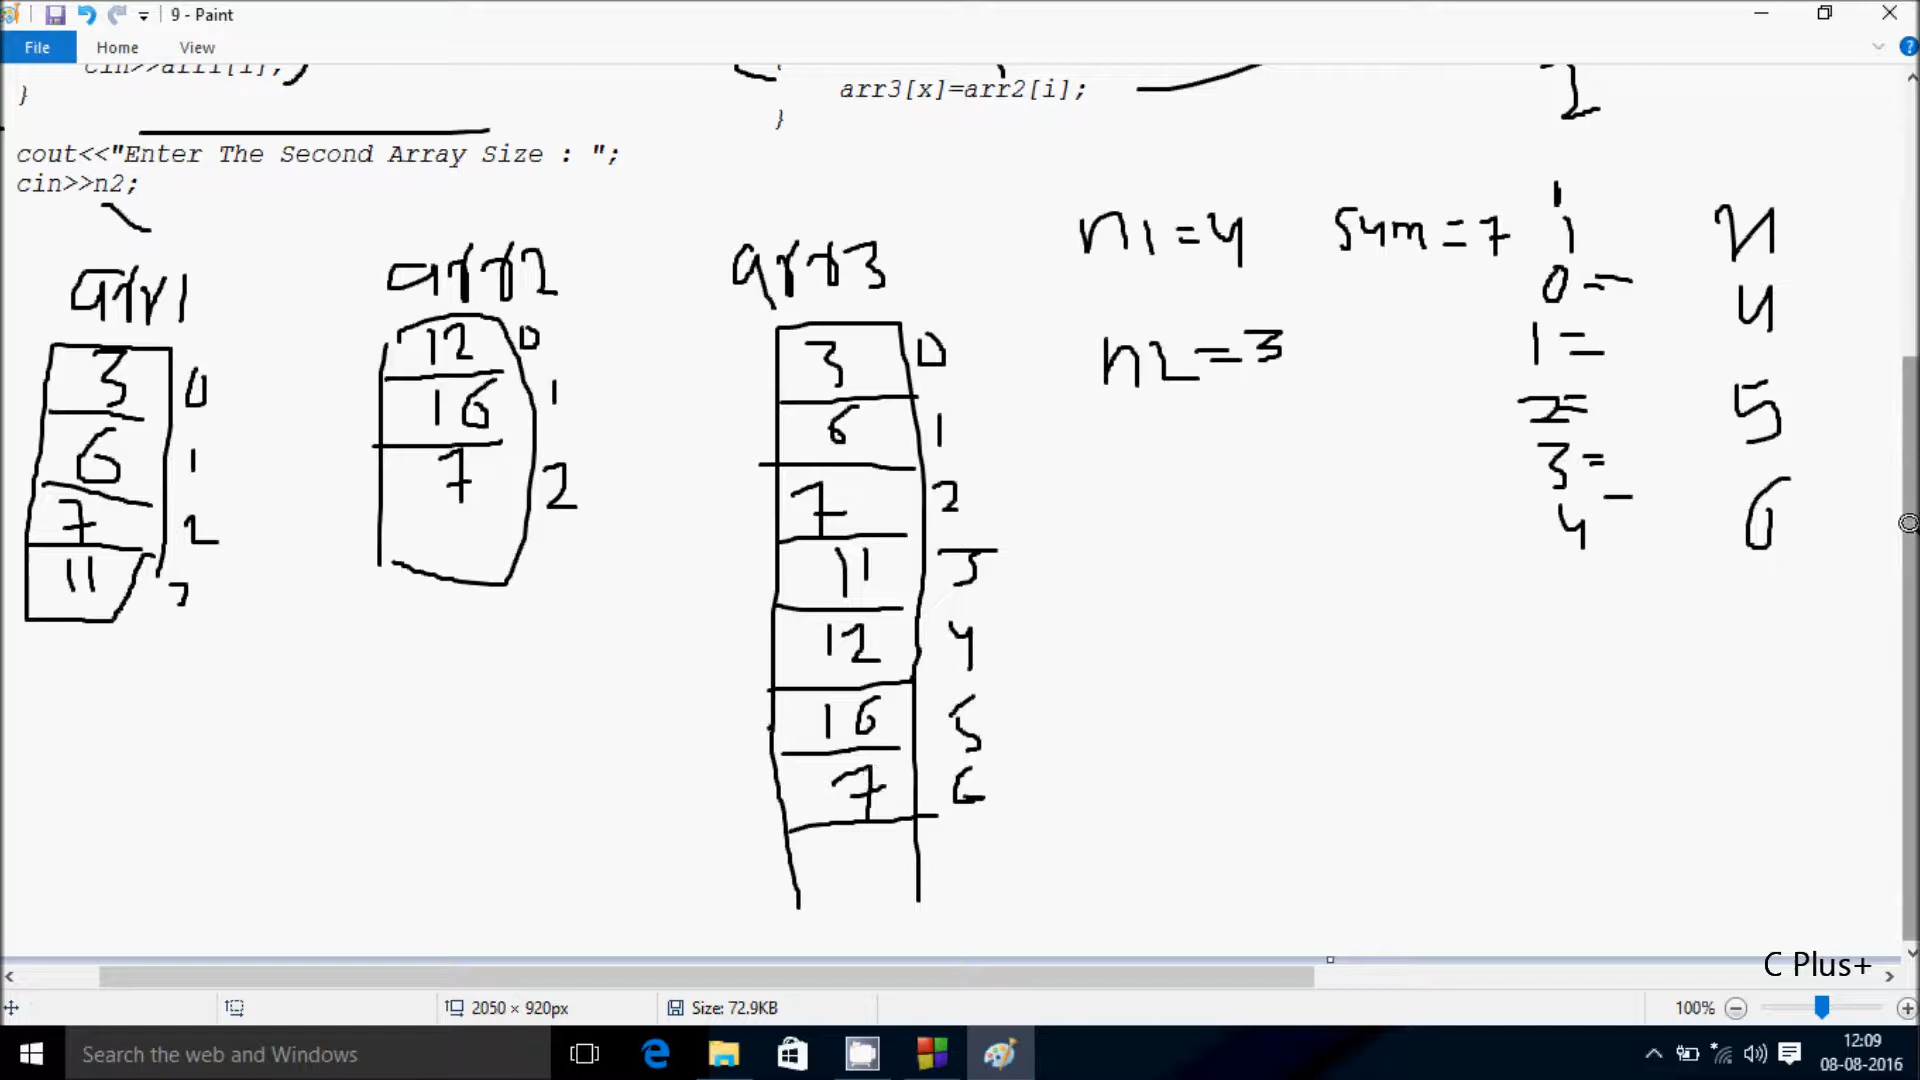 9 - Paint
File Home View
cin>>arr1[i];
}
arr3[x]=arr2[i];
}
cout<<"Enter The Second Array Size : ";
cin>>n2;
arr1
3 0
6 1
7 2
11 3
arr2
12 0
16 1
7 2
arr3
3 0
6 1
7 2
11 3
12 4
16 5
7 6
n1=4 sum=7
n2=3
i
0=
1=
2=
3=
4
4
5
6
C Plus+
2050 × 920px
Size: 72.9KB
100%
Search the web and Windows
12:09
08-08-2016